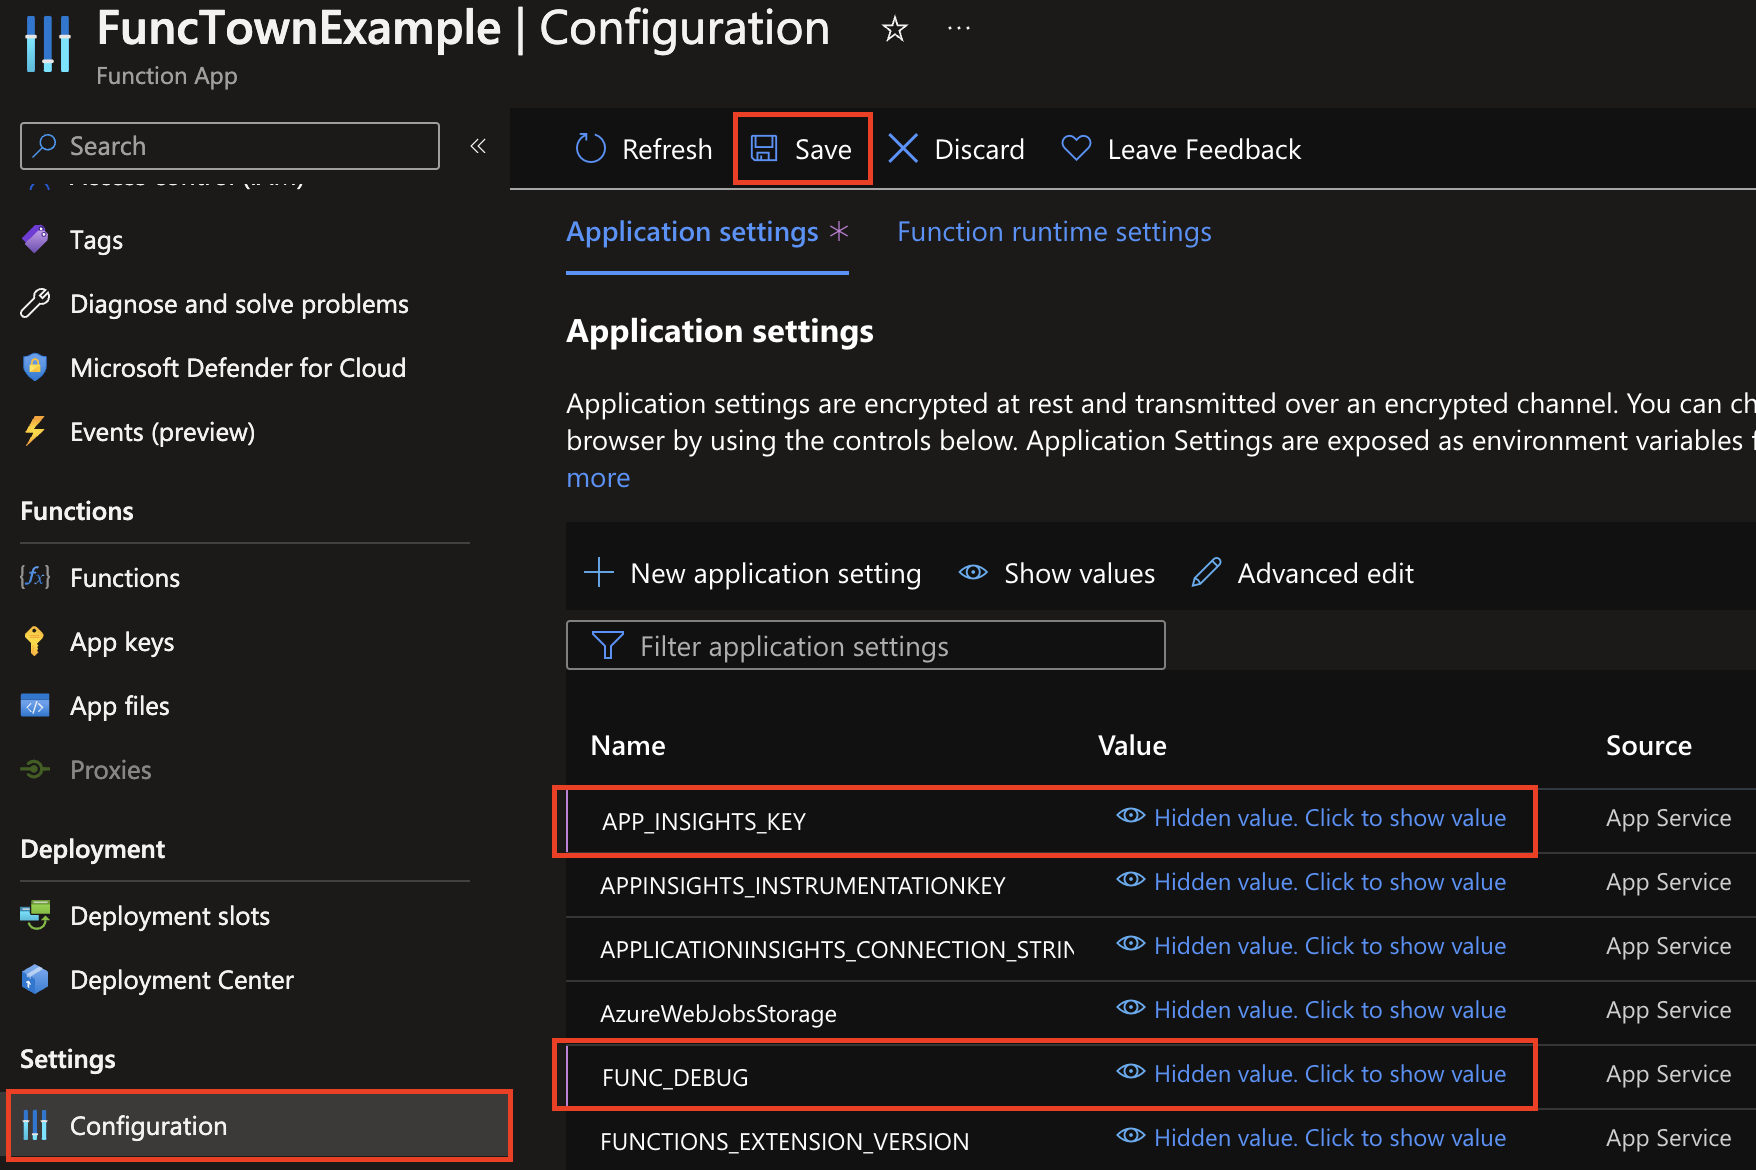 FuncTownExample | Configuration
Function App
Search
Access control (IAM)
Tags
Diagnose and solve problems
Microsoft Defender for Cloud
Events (preview)
Functions
Functions
App keys
App files
Proxies
Deployment
Deployment slots
Deployment Center
Settings
Configuration
Refresh
Save
Discard
Leave Feedback
Application settings *
Function runtime settings
Application settings
Application settings are encrypted at rest and transmitted over an encrypted channel. You can ch
browser by using the controls below. Application Settings are exposed as environment variables f
more
New application setting
Show values
Advanced edit
Filter application settings
Name Value Source
APP_INSIGHTS_KEY Hidden value. Click to show value App Service
APPINSIGHTS_INSTRUMENTATIONKEY Hidden value. Click to show value App Service
APPLICATIONINSIGHTS_CONNECTION_STRIN Hidden value. Click to show value App Service
AzureWebJobsStorage Hidden value. Click to show value App Service
FUNC_DEBUG Hidden value. Click to show value App Service
FUNCTIONS_EXTENSION_VERSION Hidden value. Click to show value App Service